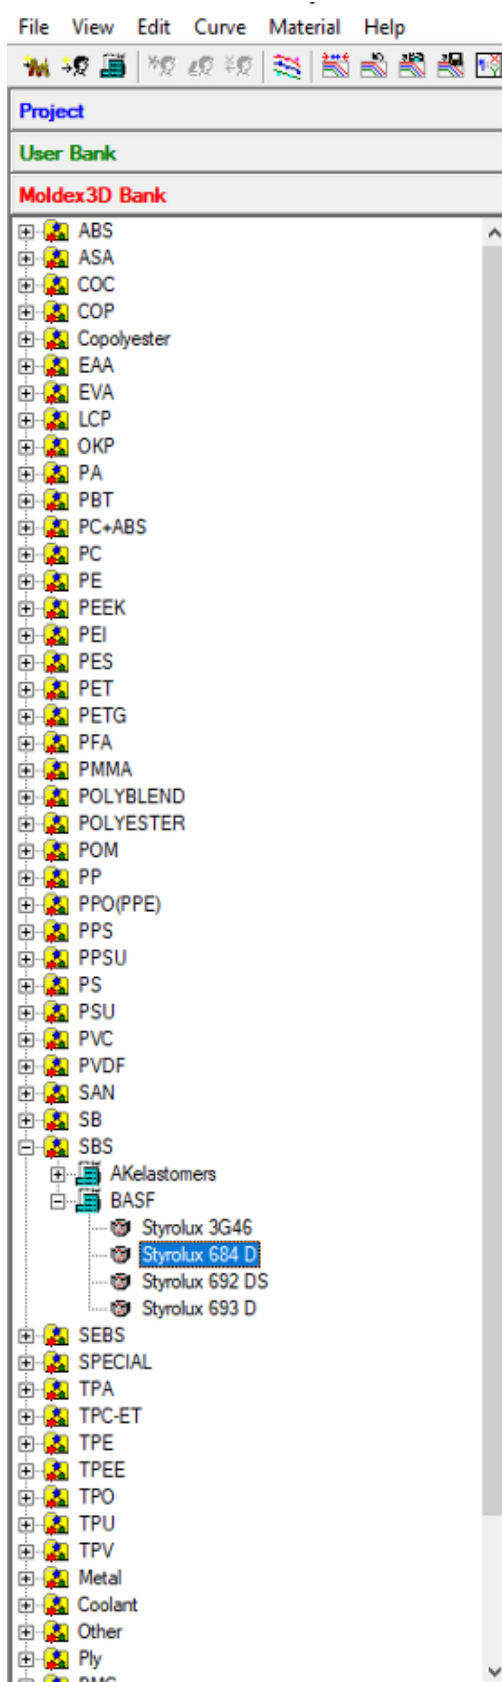 File View Edit Curve Material Help
Project
User Bank
Moldex3D Bank
ABS
ASA
COC
COP
Copolyester
EAA
EVA
LCP
OKP
PA
PBT
PC+ABS
PC
PE
PEEK
PEI
PES
PET
PETG
PFA
PMMA
POLYBLEND
POLYESTER
POM
PP
PPO(PPE)
PPS
PPSU
PS
PSU
PVC
PVDF
SAN
SB
SBS
AKelastomers
BASF
Styrolux 3G46
Styrolux 684 D
Styrolux 692 DS
Styrolux 693 D
SEBS
SPECIAL
TPA
TPC-ET
TPE
TPEE
TPO
TPU
TPV
Metal
Coolant
Other
Ply